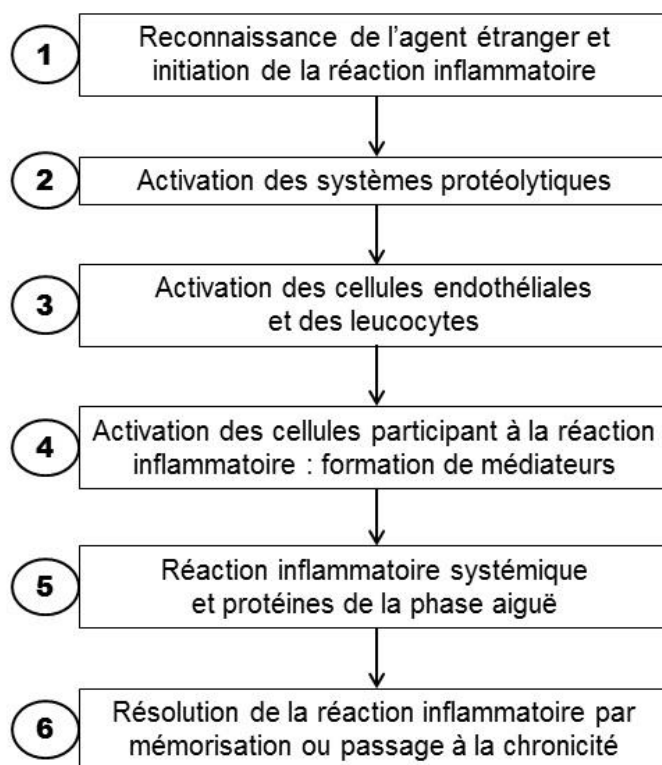 1
Reconnaissance de l'agent étranger et
initiation de la réaction inflammatoire
2
Activation des systèmes protéolytiques
3
Activation des cellules endothéliales
et des leucocytes
4
Activation des cellules participant à la réaction
inflammatoire : formation de médiateurs
5
Réaction inflammatoire systémique
et protéines de la phase aiguë
6
Résolution de la réaction inflammatoire par
mémorisation ou passage à la chronicité